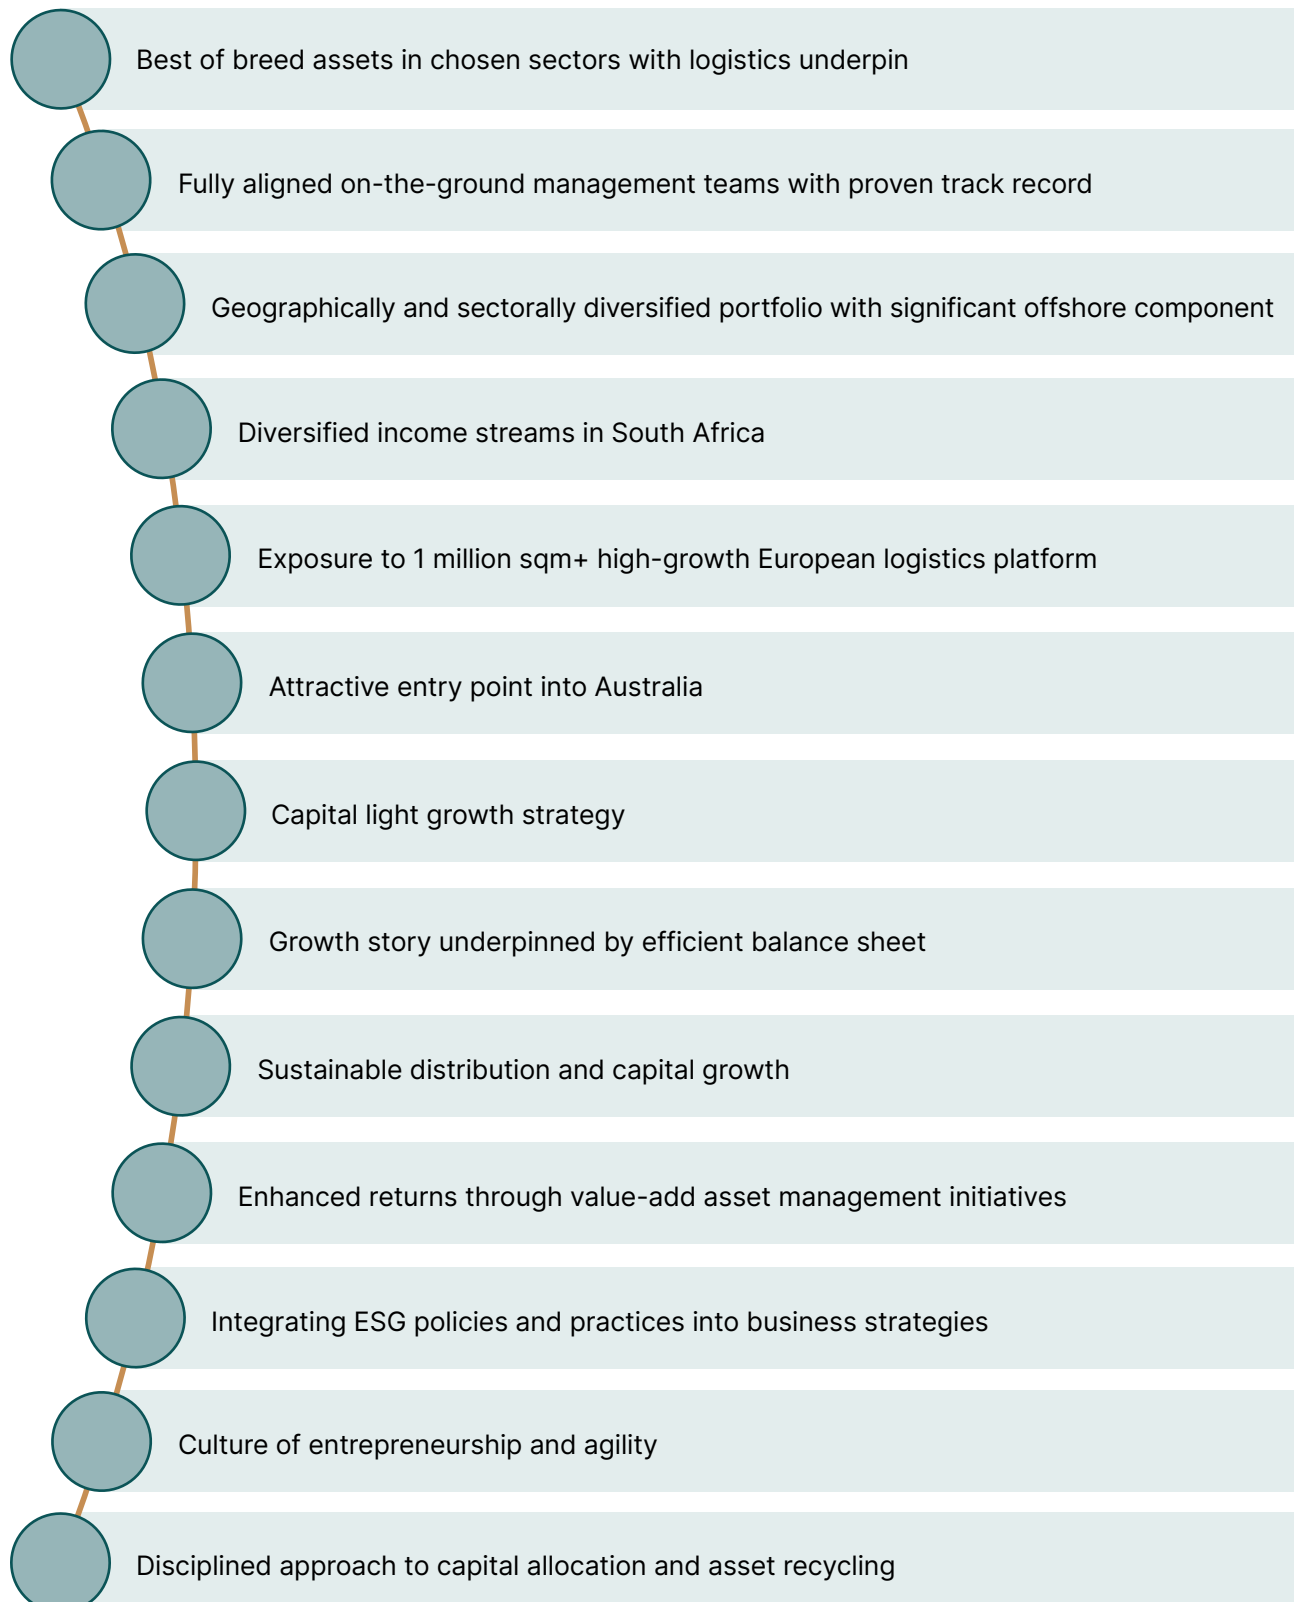 Best of breed assets in chosen sectors with logistics underpin
Fully aligned on-the-ground management teams with proven track record
Geographically and sectorally diversified portfolio with significant offshore component
Diversified income streams in South Africa
Exposure to 1 million sqm+ high-growth European logistics platform
Attractive entry point into Australia
Capital light growth strategy
Growth story underpinned by efficient balance sheet
Sustainable distribution and capital growth
Enhanced returns through value-add asset management initiatives
Integrating ESG policies and practices into business strategies
Culture of entrepreneurship and agility
Disciplined approach to capital allocation and asset recycling